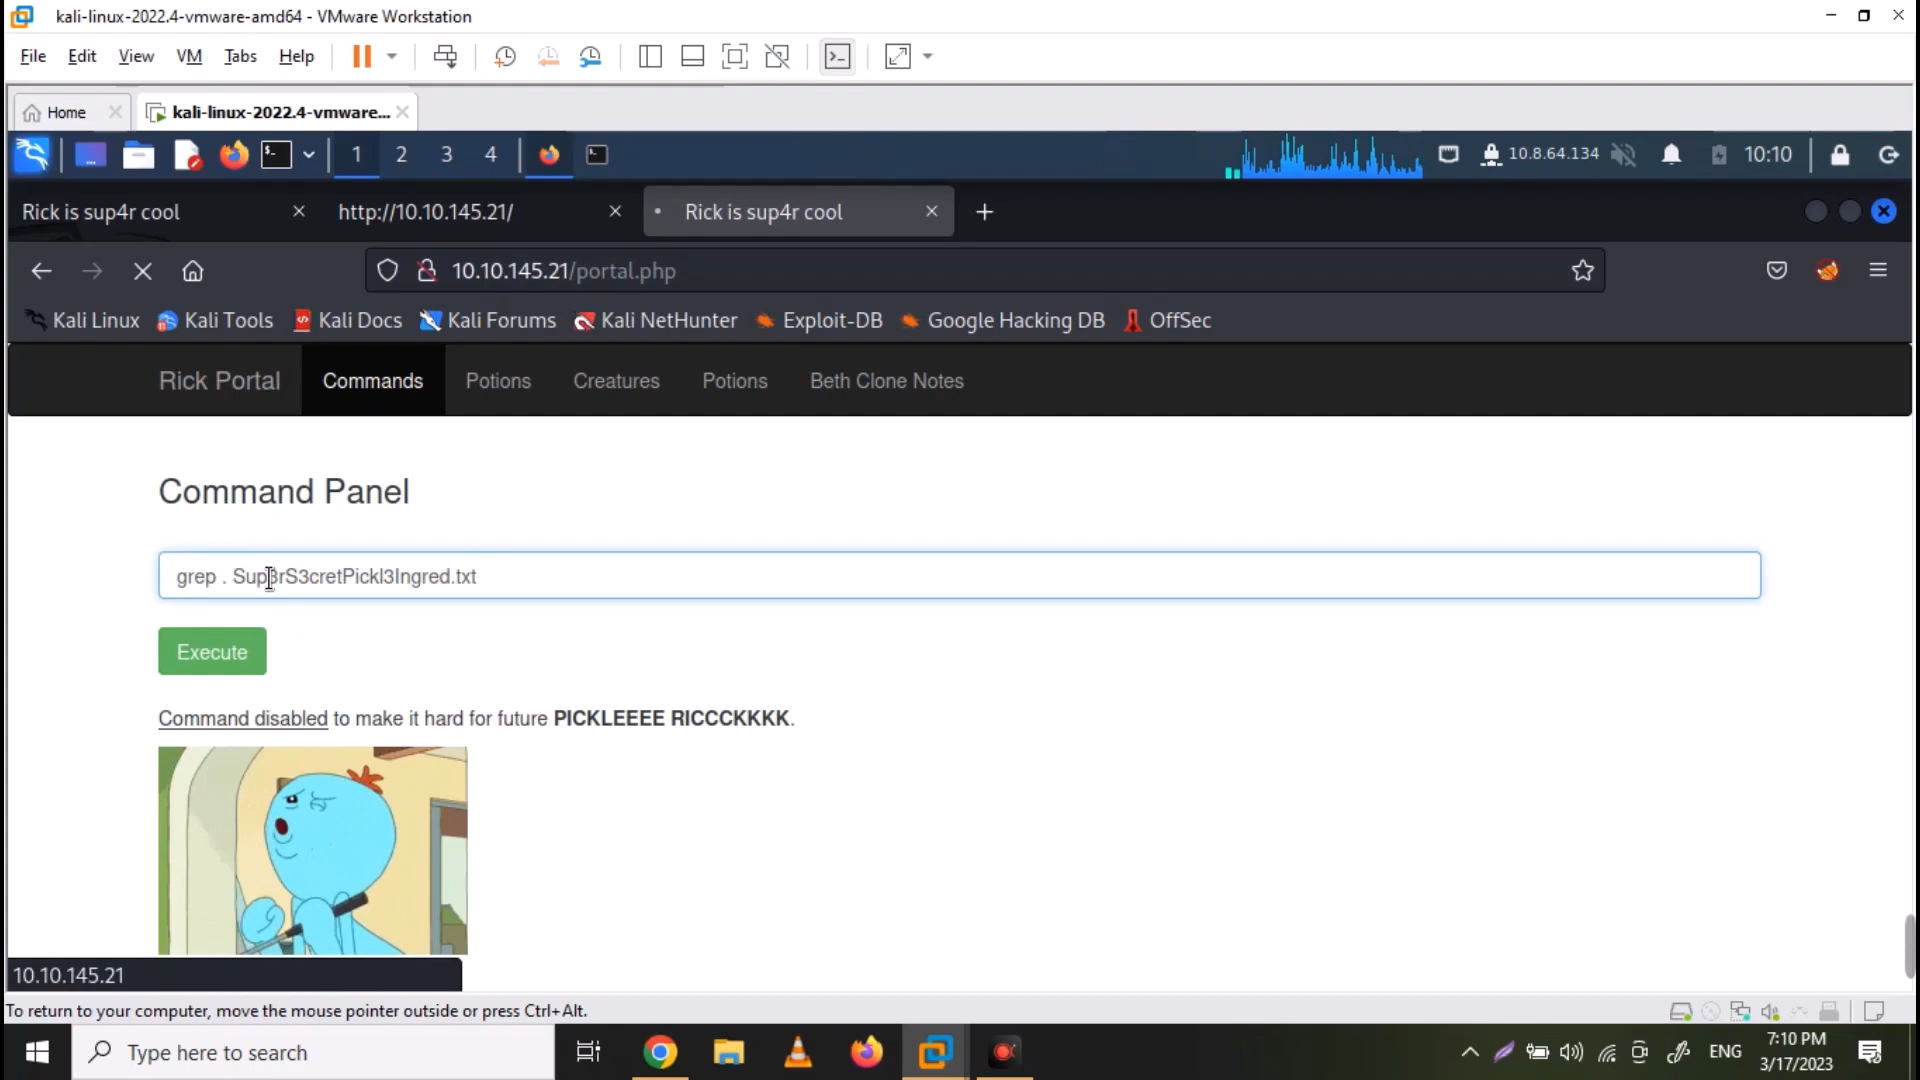 kali-linux-2022.4-vmware-amd64 - VMware Workstation
File Edit View VM Tabs Help
Home kali-linux-2022.4-vmware...
1 2 3 4 10.8.64.134 10:10
Rick is sup4r cool http://10.10.145.21/ Rick is sup4r cool
10.10.145.21/portal.php
Kali Linux Kali Tools Kali Docs Kali Forums Kali NetHunter Exploit-DB Google Hacking DB OffSec
Rick Portal Commands Potions Creatures Potions Beth Clone Notes
Command Panel
grep . Sup3rS3cretPickl3Ingred.txt
Execute
Command disabled to make it hard for future PICKLEEEE RICCCKKKK.
10.10.145.21
To return to your computer, move the mouse pointer outside or press Ctrl+Alt.
Type here to search ENG 7:10 PM
3/17/2023